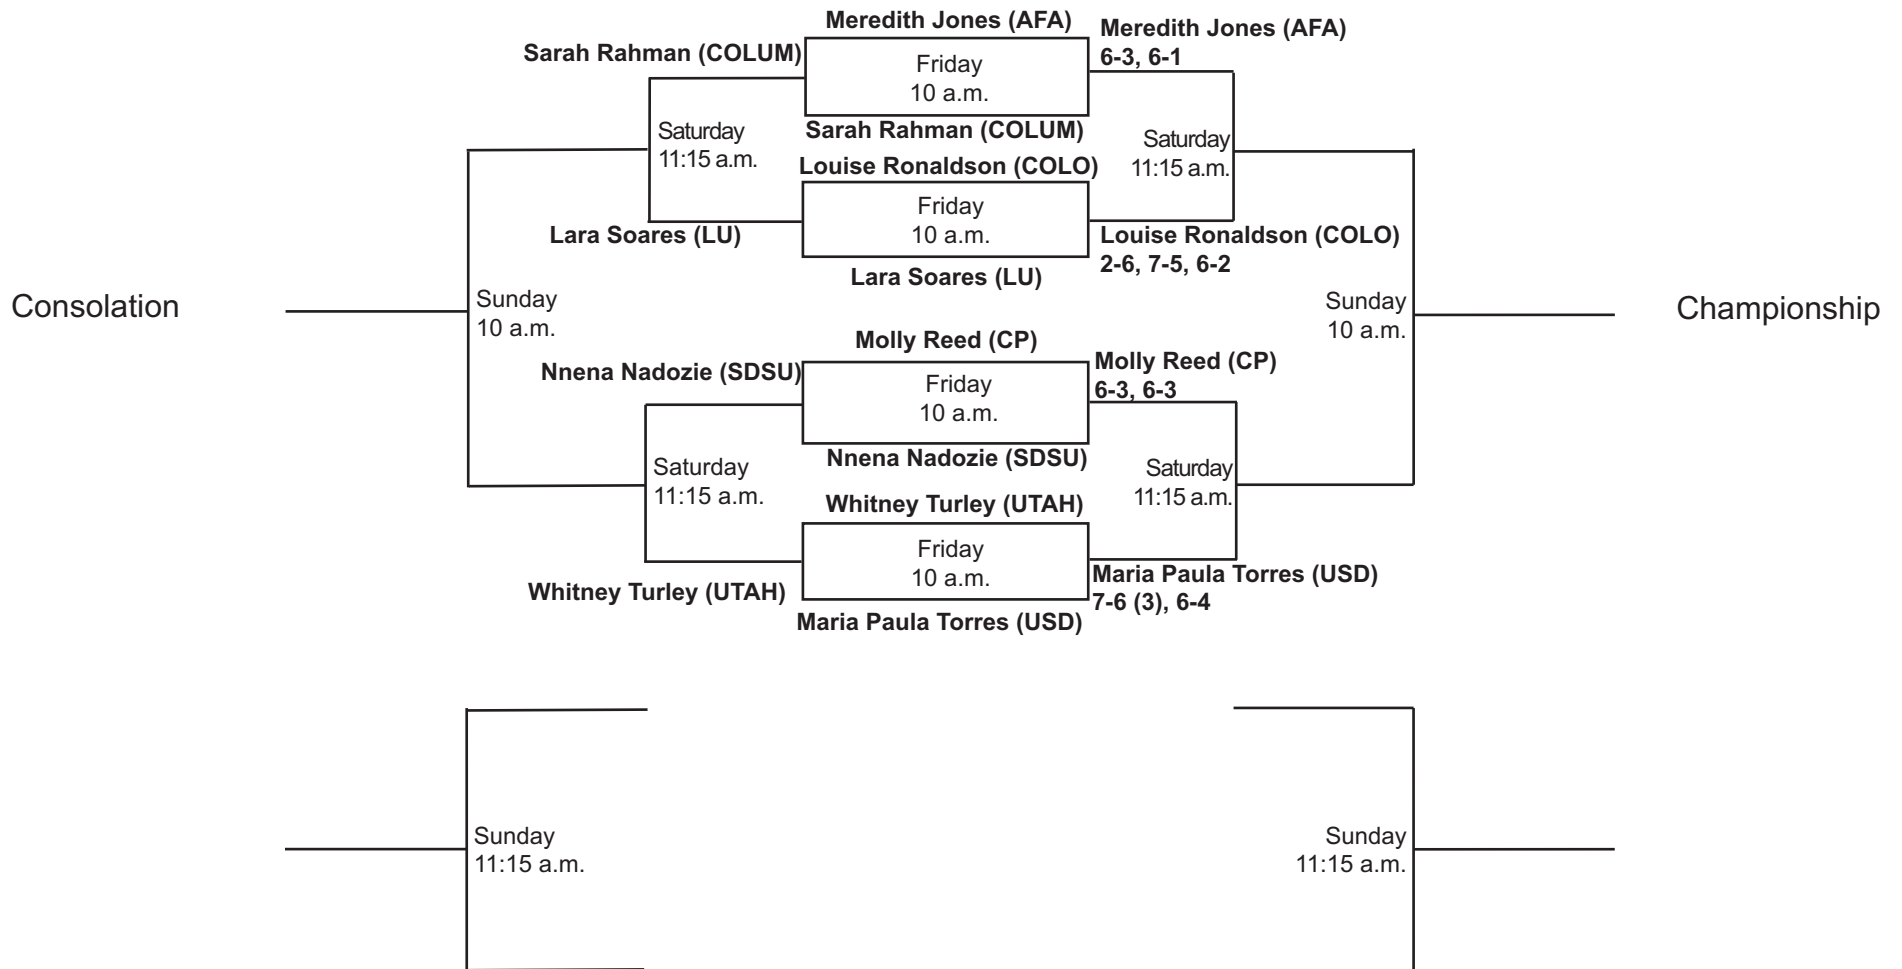 Meredith Jones (AFA)
Meredith Jones (AFA)
6-3, 6-1
Sarah Rahman (COLUM)
Friday
10 a.m.
Sarah Rahman (COLUM)
Saturday
11:15 a.m.
Saturday
11:15 a.m.
Louise Ronaldson (COLO)
Friday
10 a.m.
Lara Soares (LU)
Louise Ronaldson (COLO)
2-6, 7-5, 6-2
Lara Soares (LU)
Consolation
Sunday
10 a.m.
Sunday
10 a.m.
Championship
Molly Reed (CP)
Molly Reed (CP)
6-3, 6-3
Nnena Nadozie (SDSU)
Friday
10 a.m.
Nnena Nadozie (SDSU)
Saturday
11:15 a.m.
Saturday
11:15 a.m.
Whitney Turley (UTAH)
Friday
10 a.m.
Whitney Turley (UTAH)
Maria Paula Torres (USD)
7-6 (3), 6-4
Maria Paula Torres (USD)
Sunday
11:15 a.m.
Sunday
11:15 a.m.